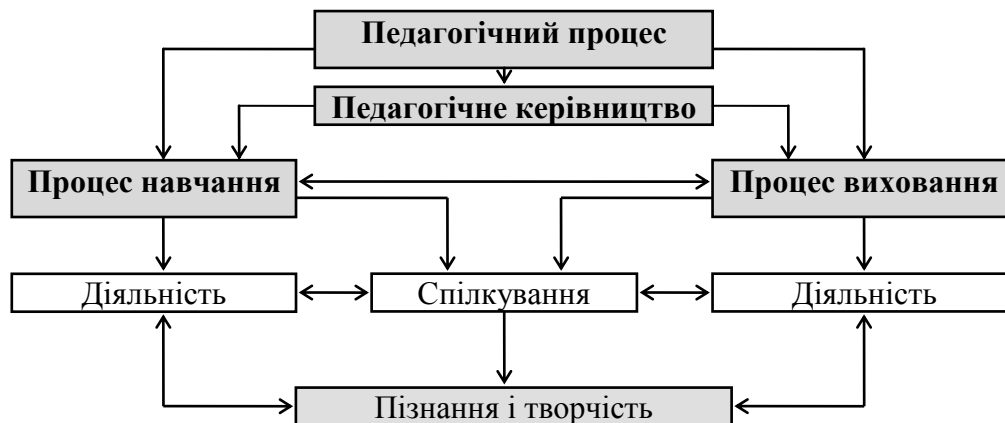 Педагогічний процес
Педагогічне керівництво
Процес навчання
Процес виховання
Діяльність
Спілкування
Діяльність
Пізнання і творчість